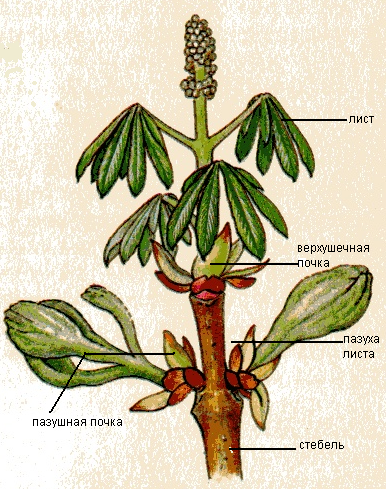 лист
верхушечная
почка
пазуха
листа
пазушная почка
стебель